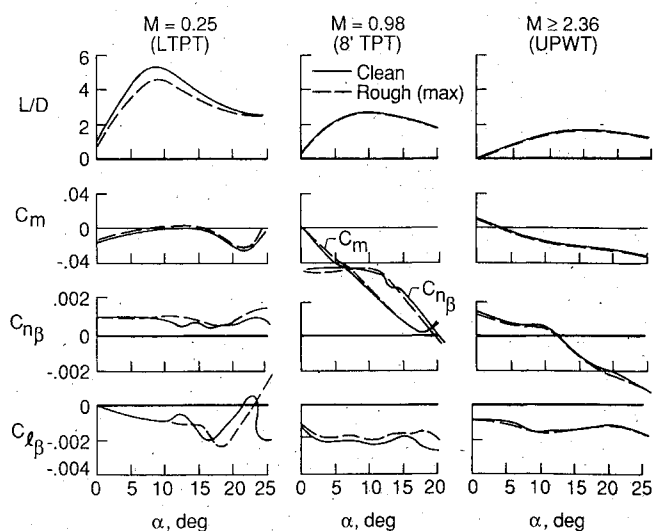 M = 0.25 M = 0.98 M ≥ 2.36
(LTPT) (8' TPT) (UPWT)
6
4
L/D
2
0
Clean
Rough (max)
.04
Cm 0
-.04
Cm
Cnβ
.002
Cnβ 0
-.002
0
Cℓβ -.002
-.004
0 5 10 15 20 25 0 5 10 15 20 0 5 10 15 20 25
α, deg α, deg α, deg